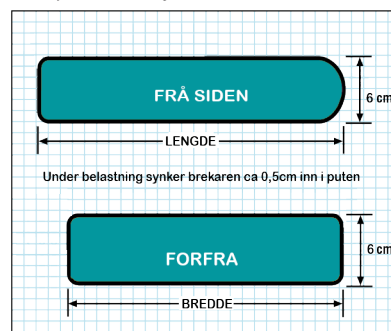 FRÅ SIDEN
6 cm
LENGDE
Under belastning synker brekaren ca 0,5cm inn i puten
FORFRA
6 cm
BREDDE